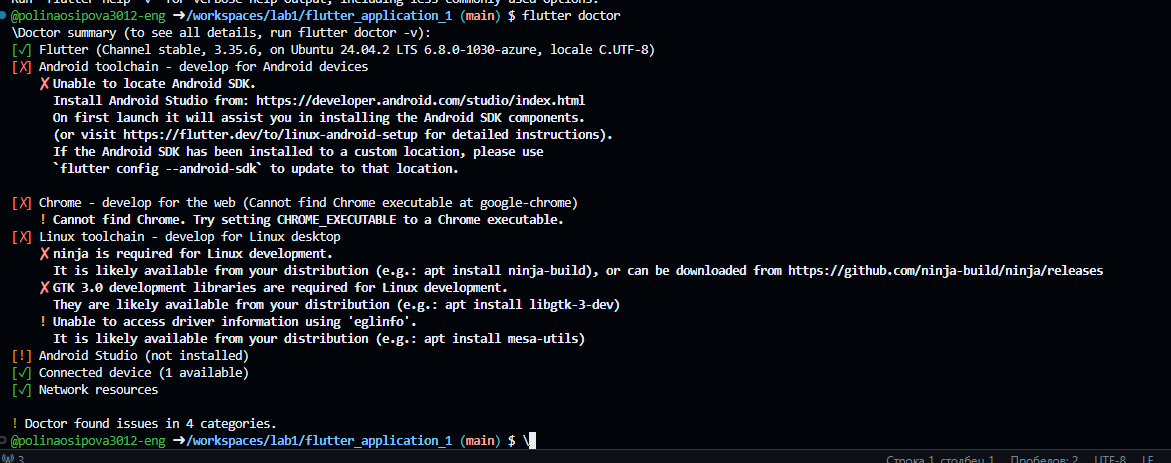 Run "flutter help -v" for verbose help output, including less commonly used options.
@polinaosipova3012-eng ➜/workspaces/lab1/flutter_application_1 (main) $ flutter doctor
\Doctor summary (to see all details, run flutter doctor -v):
[✓] Flutter (Channel stable, 3.35.6, on Ubuntu 24.04.2 LTS 6.8.0-1030-azure, locale C.UTF-8)
[✗] Android toolchain - develop for Android devices
✗ Unable to locate Android SDK.
Install Android Studio from: https://developer.android.com/studio/index.html
On first launch it will assist you in installing the Android SDK components.
(or visit https://flutter.dev/to/linux-android-setup for detailed instructions).
If the Android SDK has been installed to a custom location, please use
`flutter config --android-sdk` to update to that location.
[✗] Chrome - develop for the web (Cannot find Chrome executable at google-chrome)
! Cannot find Chrome. Try setting CHROME_EXECUTABLE to a Chrome executable.
[✗] Linux toolchain - develop for Linux desktop
✗ ninja is required for Linux development.
It is likely available from your distribution (e.g.: apt install ninja-build), or can be downloaded from https://github.com/ninja-build/ninja/releases
✗ GTK 3.0 development libraries are required for Linux development.
They are likely available from your distribution (e.g.: apt install libgtk-3-dev)
! Unable to access driver information using 'eglinfo'.
It is likely available from your distribution (e.g.: apt install mesa-utils)
[!] Android Studio (not installed)
[✓] Connected device (1 available)
[✓] Network resources
! Doctor found issues in 4 categories.
@polinaosipova3012-eng ➜/workspaces/lab1/flutter_application_1 (main) $ \
3 Строка 1, столбец 1 Пробелов: 2 UTF-8 LF